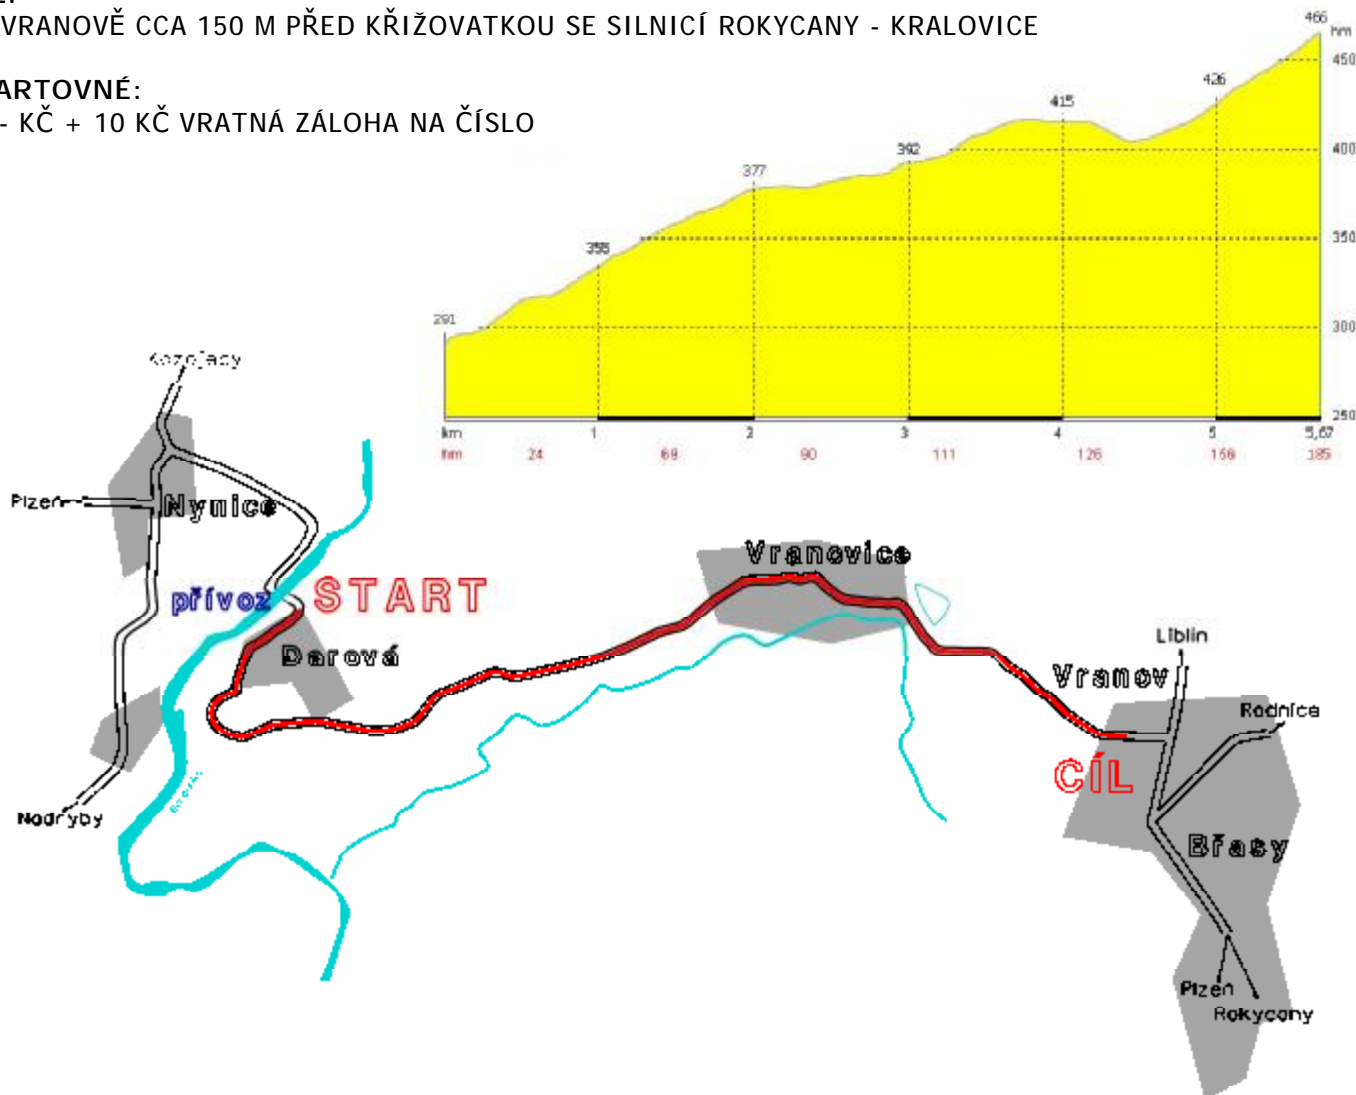 VRANOVĚ CCA 150 M PŘED KŘIŽOVATKOU SE SILNICÍ ROKYCANY - KRALOVICE
ARTOVNÉ:
- KČ + 10 KČ VRATNÁ ZÁLOHA NA ČÍSLO
466
hm
450
426
415
400
392
377
350
358
300
291
250
km 1 2 3 4 5 5,67
hm 24 69 90 111 126 156 185
Kozojedy
Plzeň
Nynice
přívoz
START
Darová
Vranovice
Liblín
Vranov
Radnice
CÍL
Nadryby
Břasy
Plzeň
Rokycany